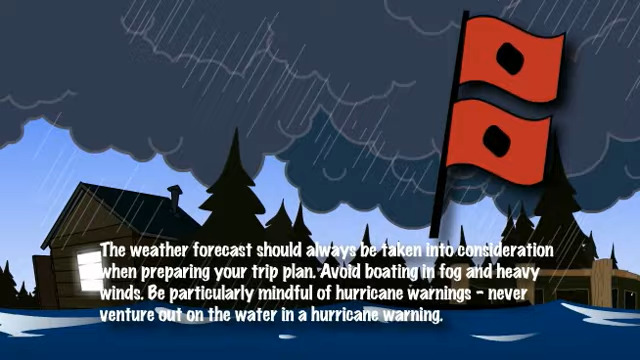 The weather forecast should always be taken into consideration
when preparing your trip plan. Avoid boating in fog and heavy
winds. Be particularly mindful of hurricane warnings - never
venture out on the water in a hurricane warning.